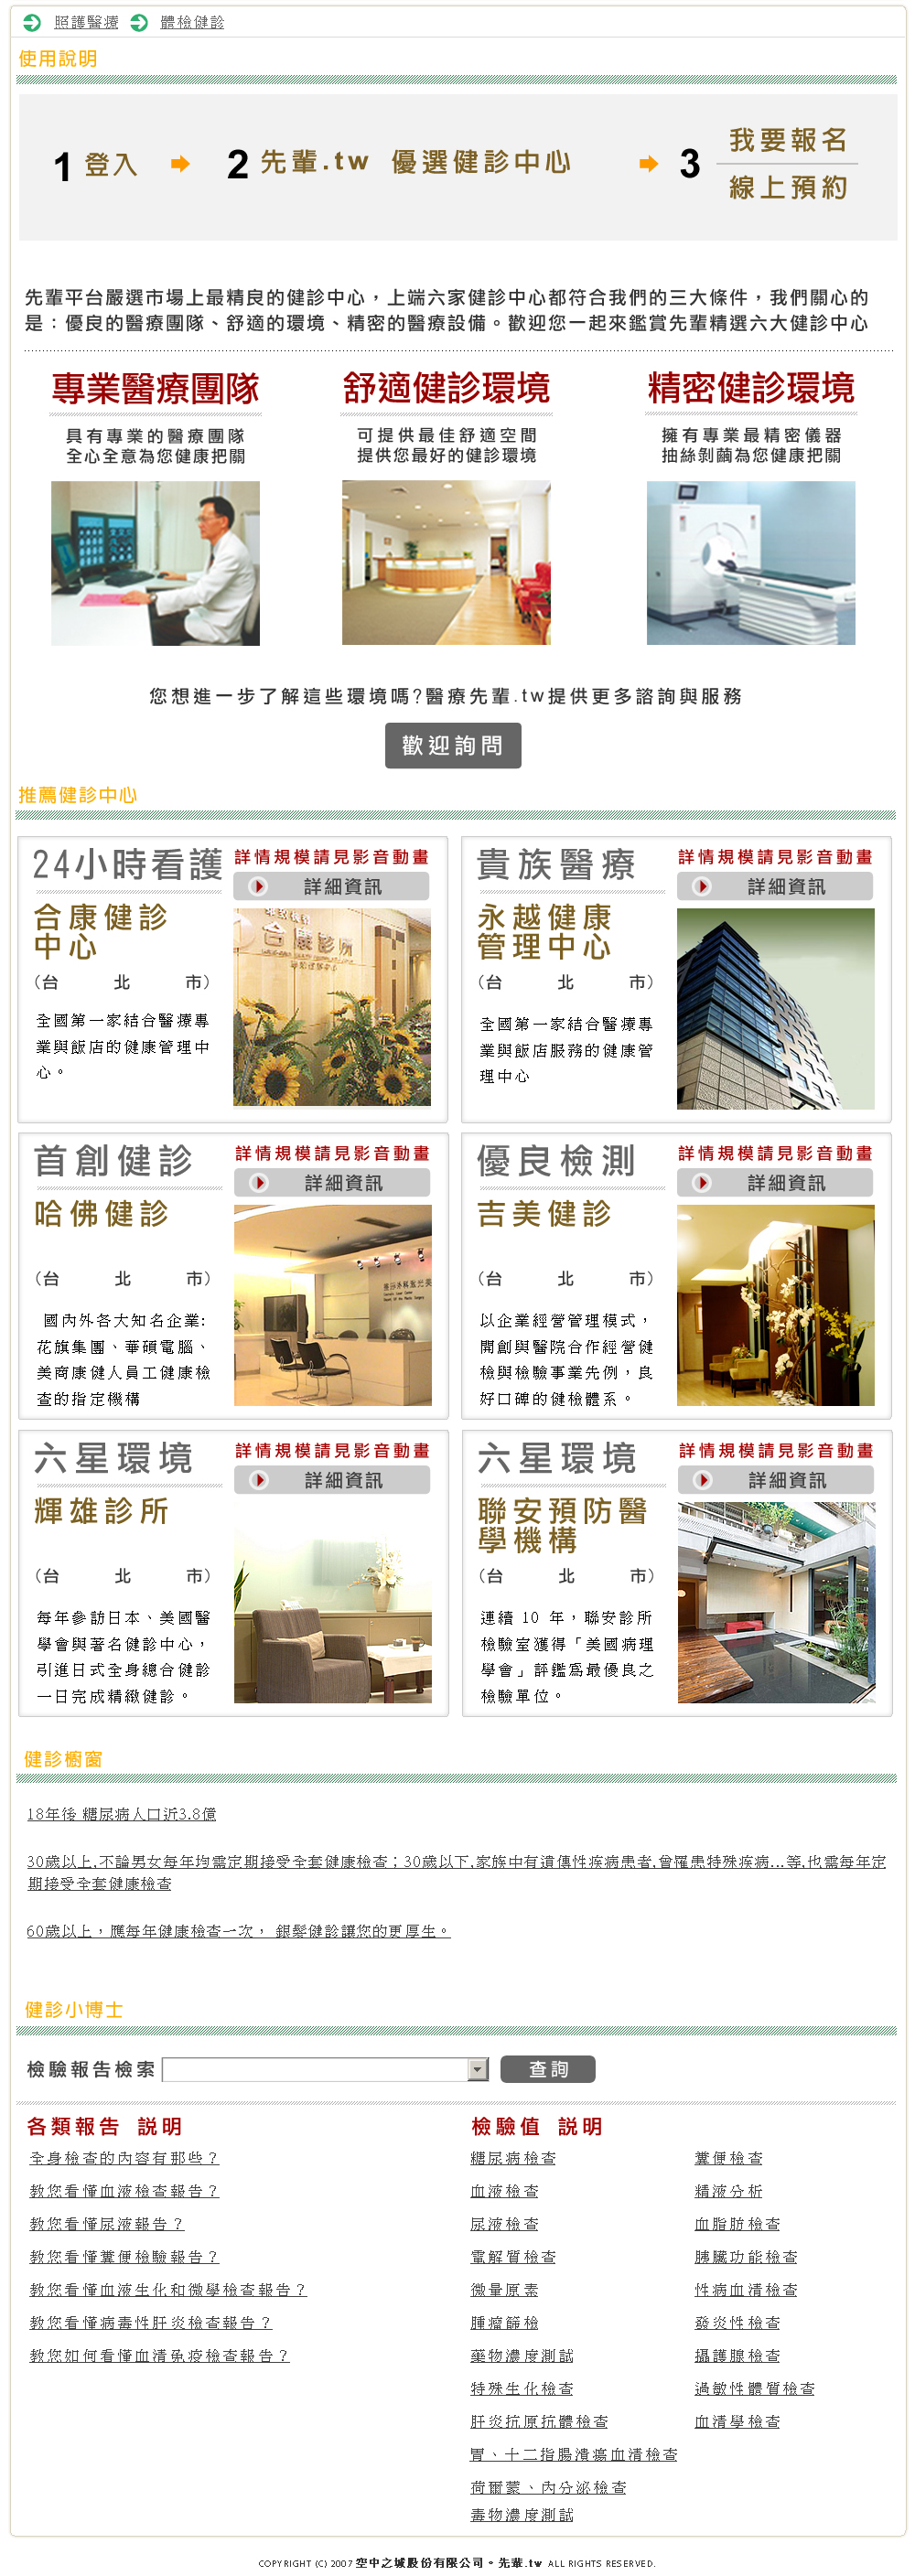 照護醫療 體檢健診
使用說明
1 登入 2 先輩.tw 優選健診中心 3 我要報名
線上預約
先輩平台嚴選市場上最精良的健診中心，上端六家健診中心都符合我們的三大條件，我們關心的
是：優良的醫療團隊、舒適的環境、精密的醫療設備。歡迎您一起來鑑賞先輩精選六大健診中心
專業醫療團隊
具有專業的醫療團隊
全心全意為您健康把關
舒適健診環境
可提供最佳舒適空間
提供您最好的健診環境
精密健診環境
擁有專業最精密儀器
抽絲剝繭為您健康把關
您想進一步了解這些環境嗎?醫療先輩.tw提供更多諮詢與服務
歡迎詢問
推薦健診中心
24小時看護
詳情規模請見影音動畫
詳細資訊
合康健診
中心
(台 北 市)
全國第一家結合醫療專
業與飯店的健康管理中
心。
貴族醫療
詳情規模請見影音動畫
詳細資訊
永越健康
管理中心
(台 北 市)
全國第一家結合醫療專
業與飯店服務的健康管
理中心
首創健診
詳情規模請見影音動畫
詳細資訊
哈佛健診
(台 北 市)
國內外各大知名企業:
花旗集團、華碩電腦、
美商康健人員工健康檢
查的指定機構
優良檢測
詳情規模請見影音動畫
詳細資訊
吉美健診
(台 北 市)
以企業經營管理模式，
開創與醫院合作經營健
檢與檢驗事業先例，良
好口碑的健檢體系。
六星環境
詳情規模請見影音動畫
詳細資訊
輝雄診所
(台 北 市)
每年參訪日本、美國醫
學會與著名健診中心，
引進日式全身總合健診
一日完成精緻健診。
六星環境
詳情規模請見影音動畫
詳細資訊
聯安預防醫
學機構
(台 北 市)
連續 10 年，聯安診所
檢驗室獲得「美國病理
學會」評鑑為最優良之
檢驗單位。
健診櫥窗
18年後 糖尿病人口近3.8億
30歲以上,不論男女每年均需定期接受全套健康檢查；30歲以下,家族中有遺傳性疾病患者,曾罹患特殊疾病...等,也需每年定
期接受全套健康檢查
60歲以上，應每年健康檢查一次， 銀髮健診讓您的更厚生。
健診小博士
檢驗報告檢索 查詢
各類報告 說明
全身檢查的內容有那些？
教您看懂血液檢查報告？
教您看懂尿液報告？
教您看懂糞便檢驗報告？
教您看懂血液生化和微學檢查報告？
教您看懂病毒性肝炎檢查報告？
教您如何看懂血清免疫檢查報告？
檢驗值 說明
糖尿病檢查 糞便檢查
血液檢查 精液分析
尿液檢查 血脂肪檢查
電解質檢查 胰臟功能檢查
微量原素 性病血清檢查
腫瘤篩檢 發炎性檢查
藥物濃度測試 攝護腺檢查
特殊生化檢查 過敏性體質檢查
肝炎抗原抗體檢查 血清學檢查
胃、十二指腸潰瘍血清檢查
荷爾蒙、內分泌檢查
毒物濃度測試
COPYRIGHT (C) 2007 空中之城股份有限公司。先輩.tw ALL RIGHTS RESERVED.